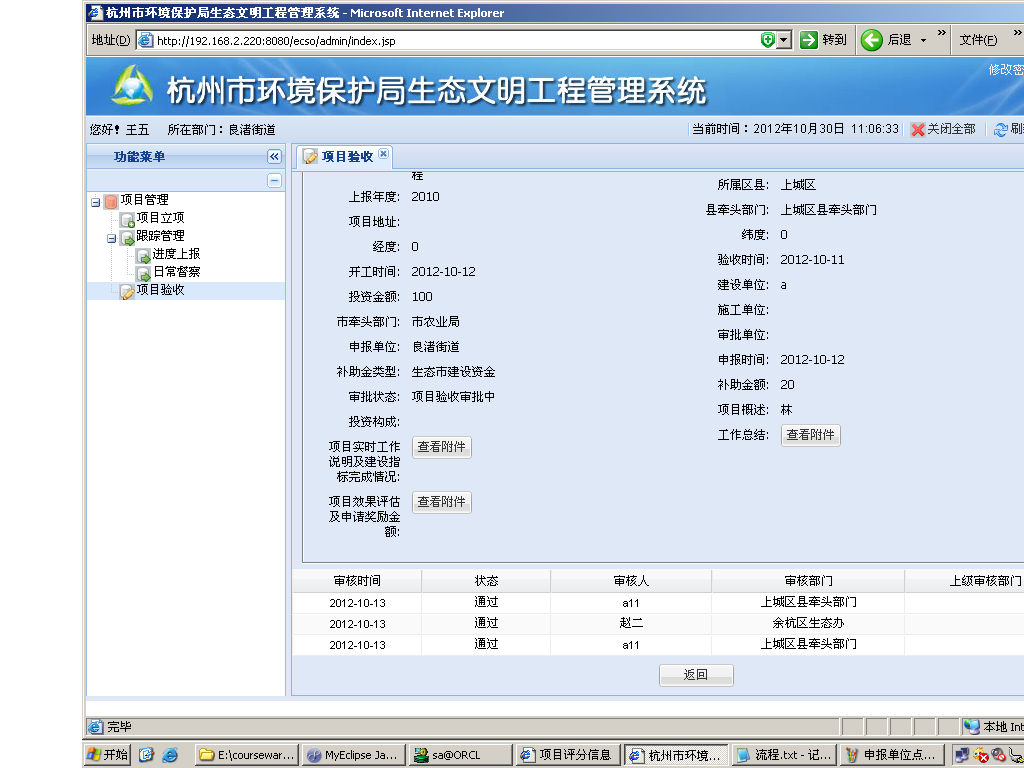 杭州市环境保护局生态文明工程管理系统 - Microsoft Internet Explorer
地址(D) http://192.168.2.220:8080/ecso/admin/index.jsp 转到 后退 » 文件(F) »
杭州市环境保护局生态文明工程管理系统 修改密
您好！王五 所在部门：良渚街道 当前时间：2012年10月30日 11:06:33 关闭全部 刷
功能菜单 «
项目管理
项目立项
跟踪管理
进度上报
日常督察
项目验收
项目验收
程
上报年度: 2010
项目地址:
经度: 0
开工时间: 2012-10-12
投资金额: 100
市牵头部门: 市农业局
申报单位: 良渚街道
补助金类型: 生态市建设资金
审批状态: 项目验收审批中
投资构成:
项目实时工作
说明及建设指
标完成情况:
查看附件
项目效果评估
及申请奖励金
额:
查看附件
所属区县: 上城区
县牵头部门: 上城区县牵头部门
纬度: 0
验收时间: 2012-10-11
建设单位: a
施工单位:
审批单位:
申报时间: 2012-10-12
补助金额: 20
项目概述: 林
工作总结: 查看附件
审核时间 状态 审核人 审核部门 上级审核部门
2012-10-13 通过 a11 上城区县牵头部门
2012-10-13 通过 赵二 余杭区生态办
2012-10-13 通过 a11 上城区县牵头部门
返回
完毕 本地 Int
开始 E:\coursewar... MyEclipse Ja... sa@ORCL 项目评分信息 杭州市环境... 流程.txt - 记... 申报单位点...